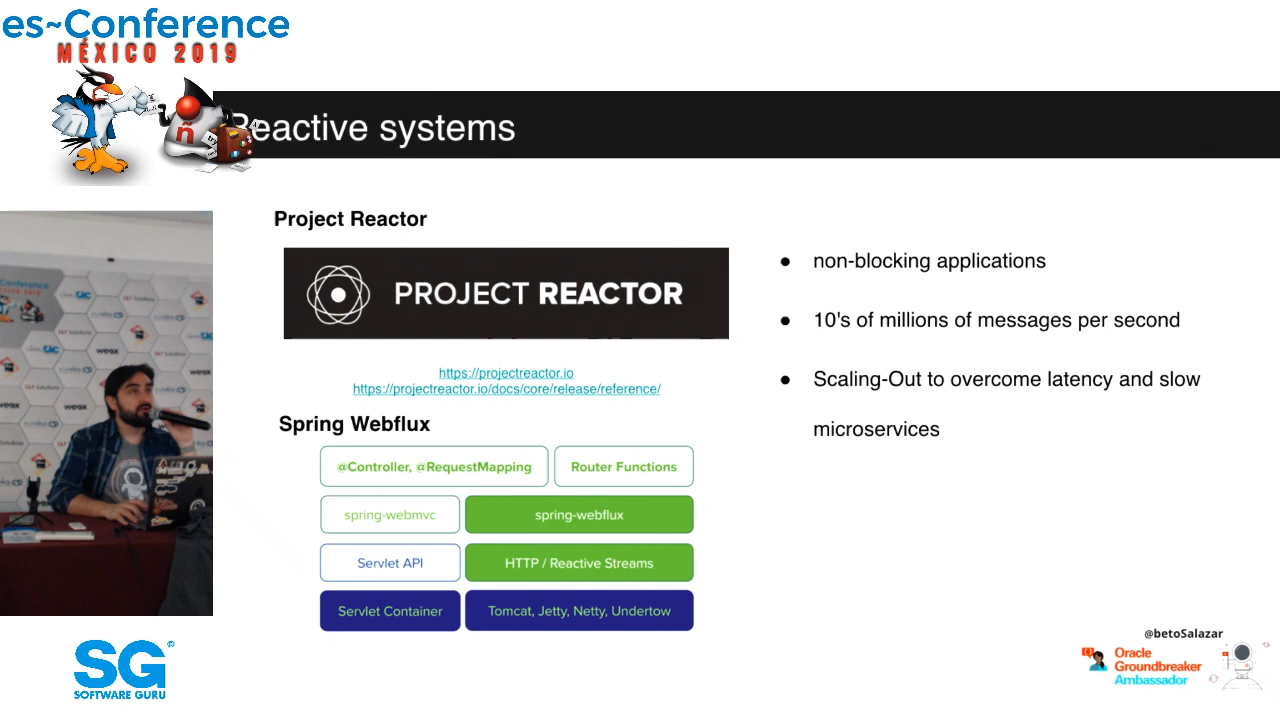 es~Conference
MÉXICO 2019
ñ
Reactive systems
Project Reactor
PROJECT REACTOR
https://projectreactor.io
https://projectreactor.io/docs/core/release/reference/
Spring Webflux
@Controller, @RequestMapping
Router Functions
spring-webmvc
spring-webflux
Servlet API
HTTP / Reactive Streams
Servlet Container
Tomcat, Jetty, Netty, Undertow
● non-blocking applications
● 10's of millions of messages per second
● Scaling-Out to overcome latency and slow
microservices
weex
weex
SG®
SOFTWARE GURU
@betoSalazar
Oracle
Groundbreaker
Ambassador